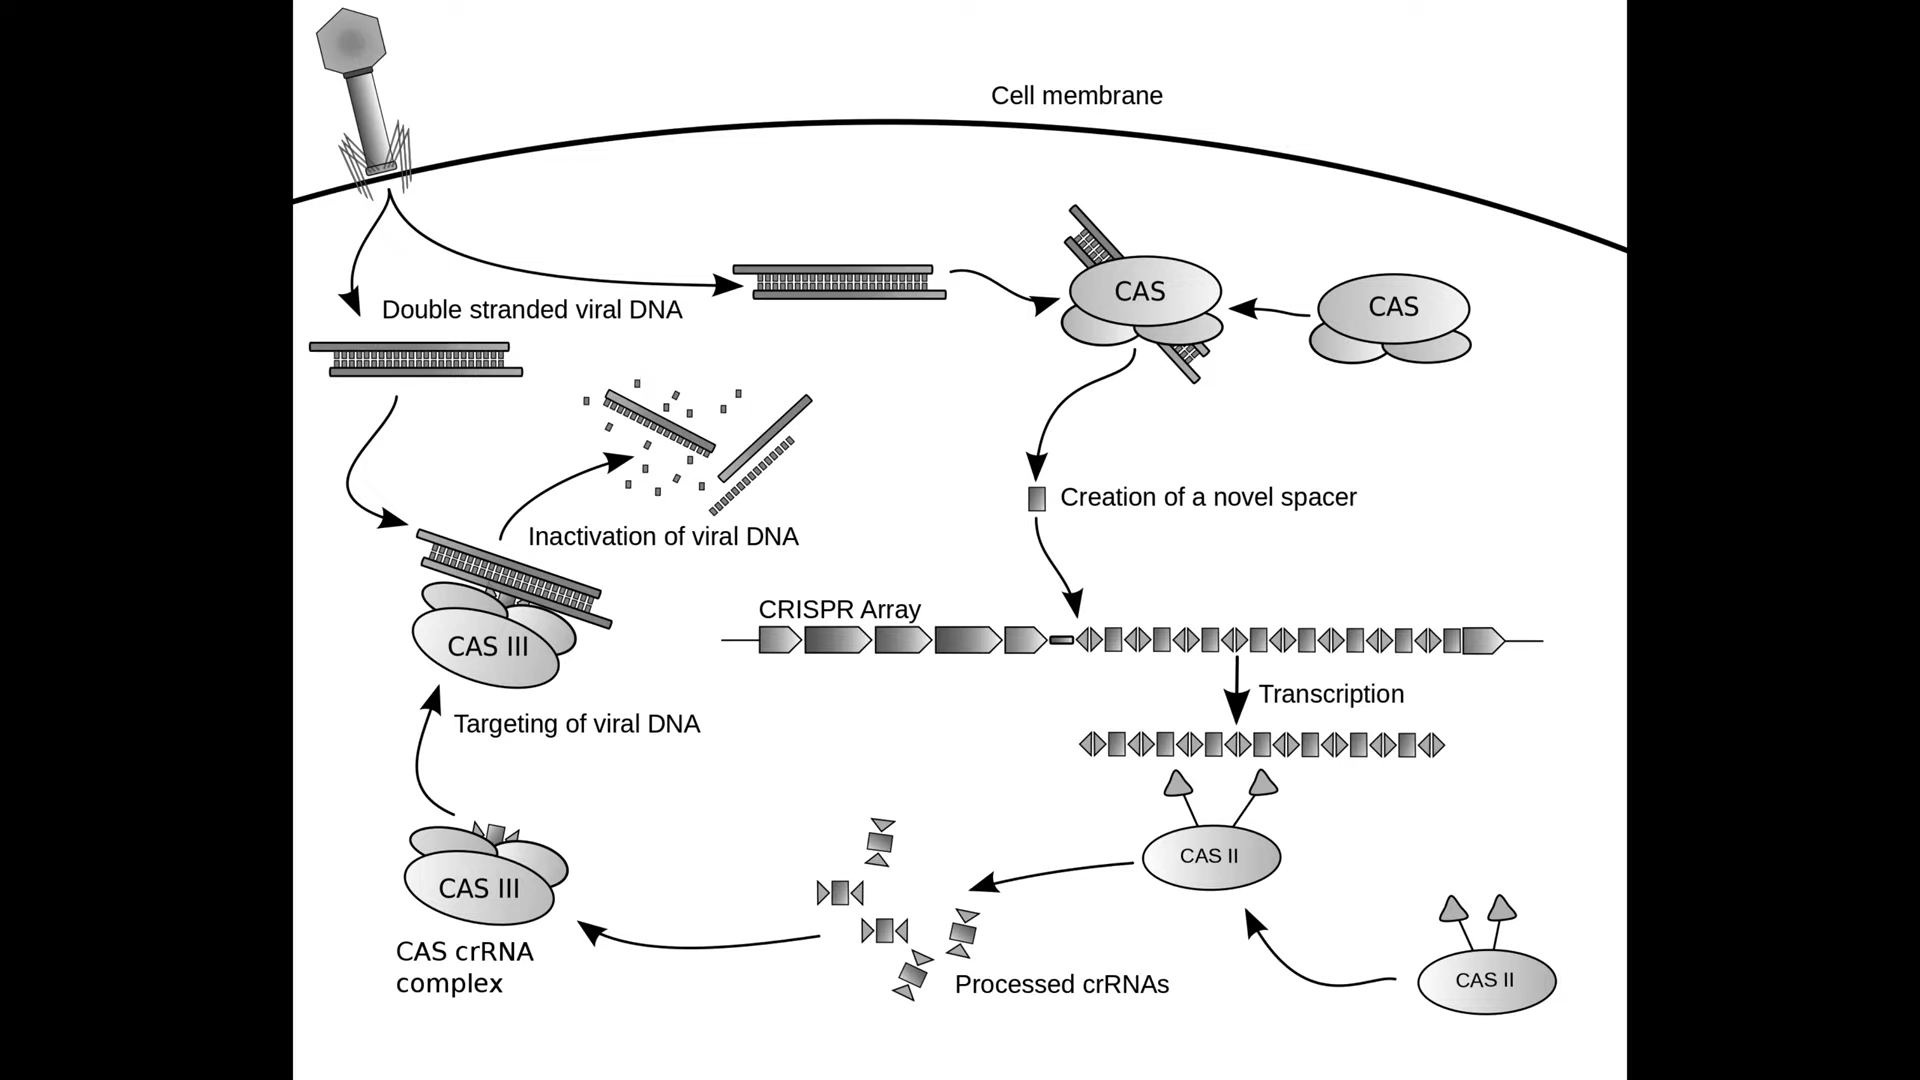 Cell membrane
CAS
CAS
Double stranded viral DNA
Creation of a novel spacer
Inactivation of viral DNA
CRISPR Array
CAS III
Transcription
Targeting of viral DNA
CAS II
CAS III
CAS crRNA
complex
Processed crRNAs
CAS II